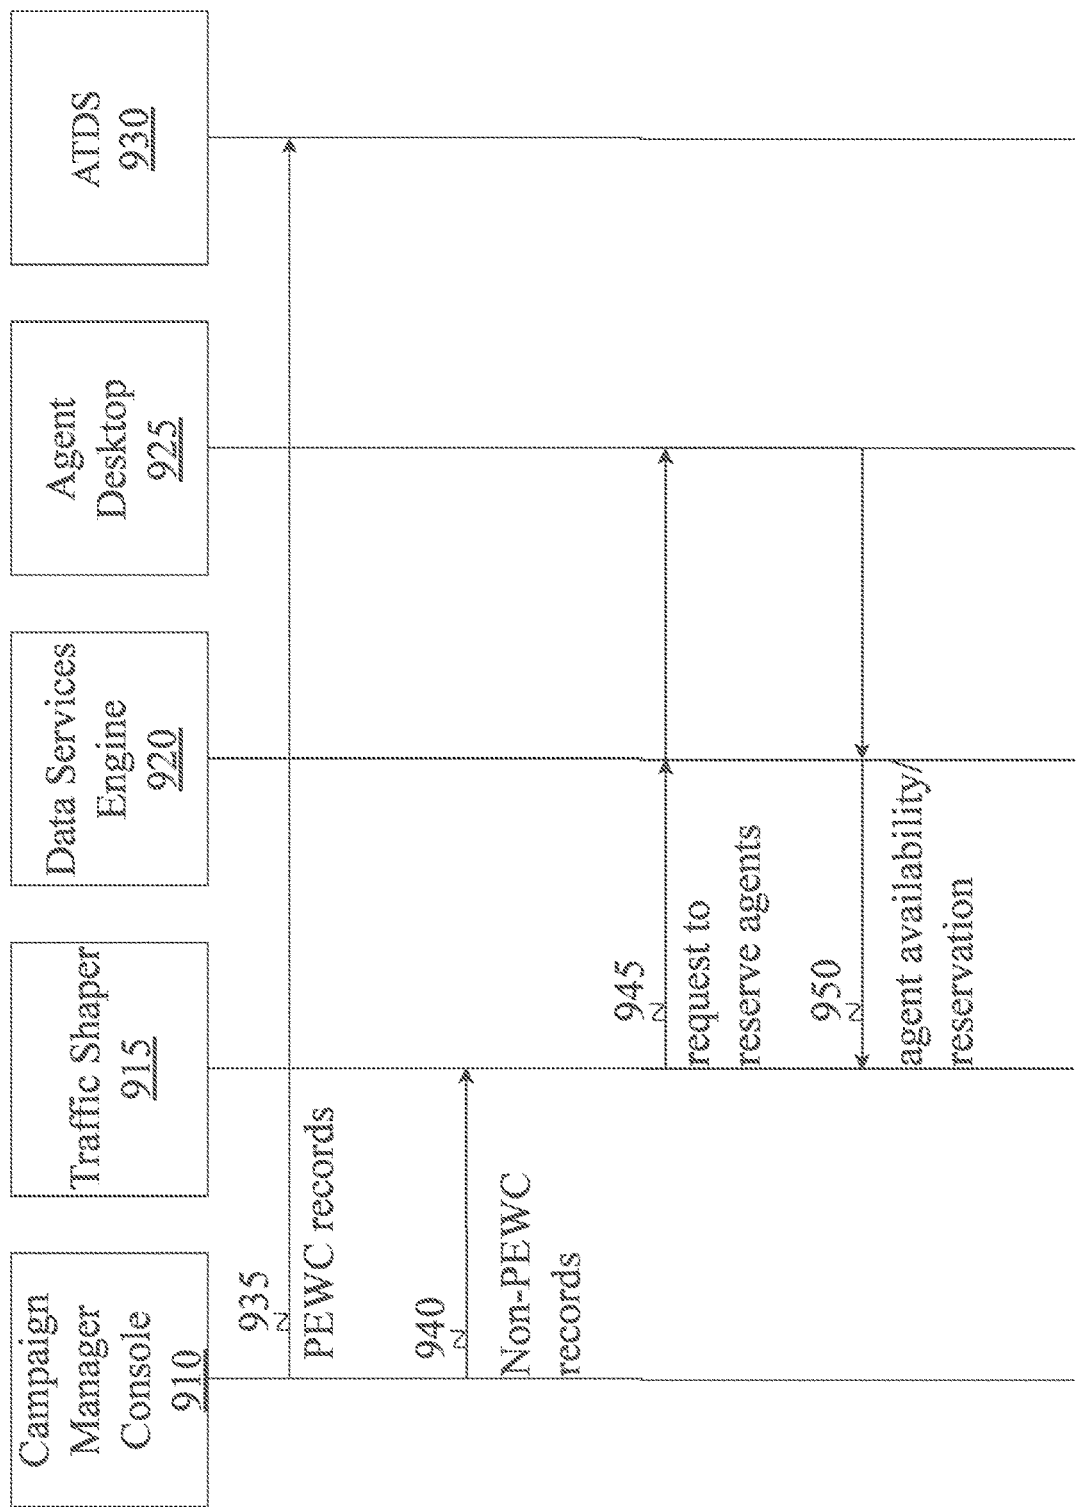 Campaign
Manager
Console
910
Traffic Shaper
915
Data Services
Engine
920
Agent
Desktop
925
ATDS
930
935
PEWC records
940
Non-PEWC
records
945
request to
reserve agents
950
agent availability/
reservation